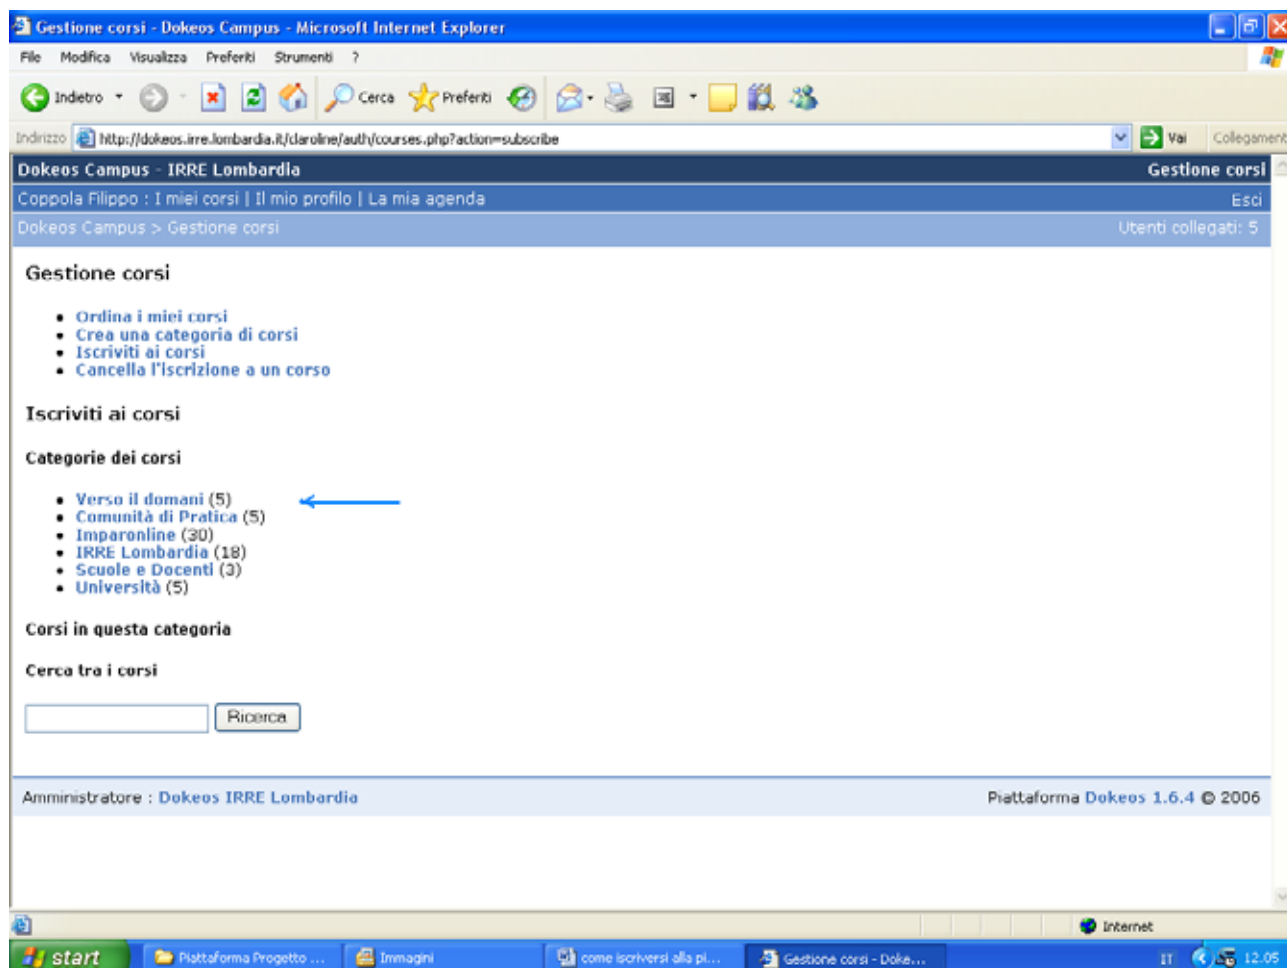 Gestione corsi - Dokeos Campus - Microsoft Internet Explorer
File Modifica Visualizza Preferiti Strumenti ?
Indietro Cerca Preferiti
Indirizzo http://dokeos.irre.lombardia.it/claroline/auth/courses.php?action=subscribe Vai Collegament
Dokeos Campus - IRRE Lombardia Gestione corsi
Coppola Filippo : I miei corsi | Il mio profilo | La mia agenda Esci
Dokeos Campus > Gestione corsi Utenti collegati: 5
Gestione corsi
• Ordina i miei corsi
• Crea una categoria di corsi
• Iscriviti ai corsi
• Cancella l'iscrizione a un corso
Iscriviti ai corsi
Categorie dei corsi
• Verso il domani (5)
• Comunità di Pratica (5)
• Imparonline (30)
• IRRE Lombardia (18)
• Scuole e Docenti (3)
• Università (5)
Corsi in questa categoria
Cerca tra i corsi
Ricerca
Amministratore : Dokeos IRRE Lombardia Piattaforma Dokeos 1.6.4 © 2006
Internet
start Piattaforma Progetto ... Immagini come iscriversi alla pi... Gestione corsi - Doke... IT 12.05